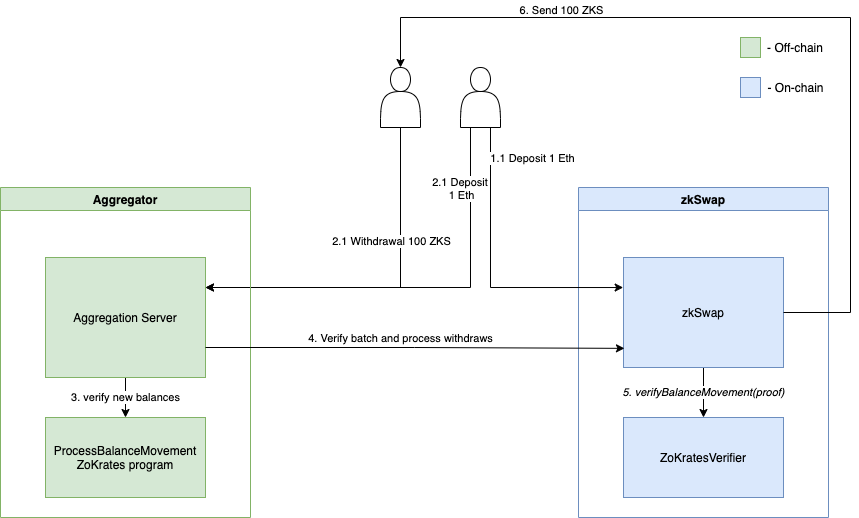 6. Send 100 ZKS
- Off-chain
- On-chain
1.1 Deposit 1 Eth
2.1 Deposit
1 Eth
Aggregator
zkSwap
2.1 Withdrawal 100 ZKS
Aggregation Server
zkSwap
4. Verify batch and process withdraws
3. verify new balances
5. verifyBalanceMovement(proof)
ProcessBalanceMovement
ZoKrates program
ZoKratesVerifier